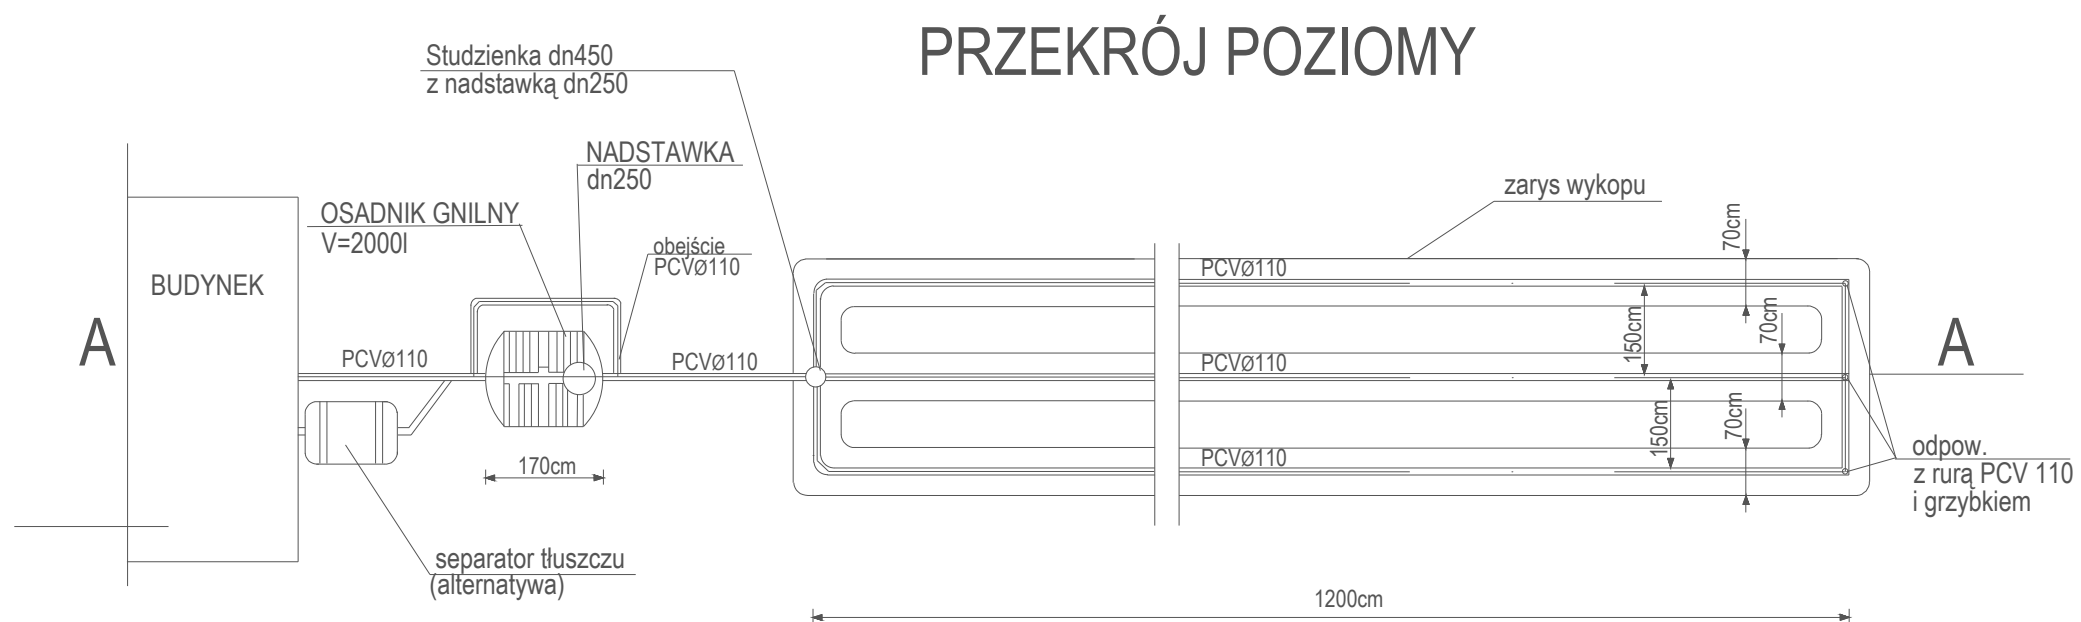 PRZEKRÓJ POZIOMY
Studzienka dn450
z nadstawką dn250
NADSTAWKA
dn250
OSADNIK GNILNY
V=2000l
obejście
PCVØ110
zarys wykopu
BUDYNEK
A
PCVØ110
PCVØ110
PCVØ110
PCVØ110
PCVØ110
70cm
70cm
70cm
150cm
150cm
A
170cm
odpow.
z rurą PCV 110
i grzybkiem
separator tłuszczu
(alternatywa)
1200cm